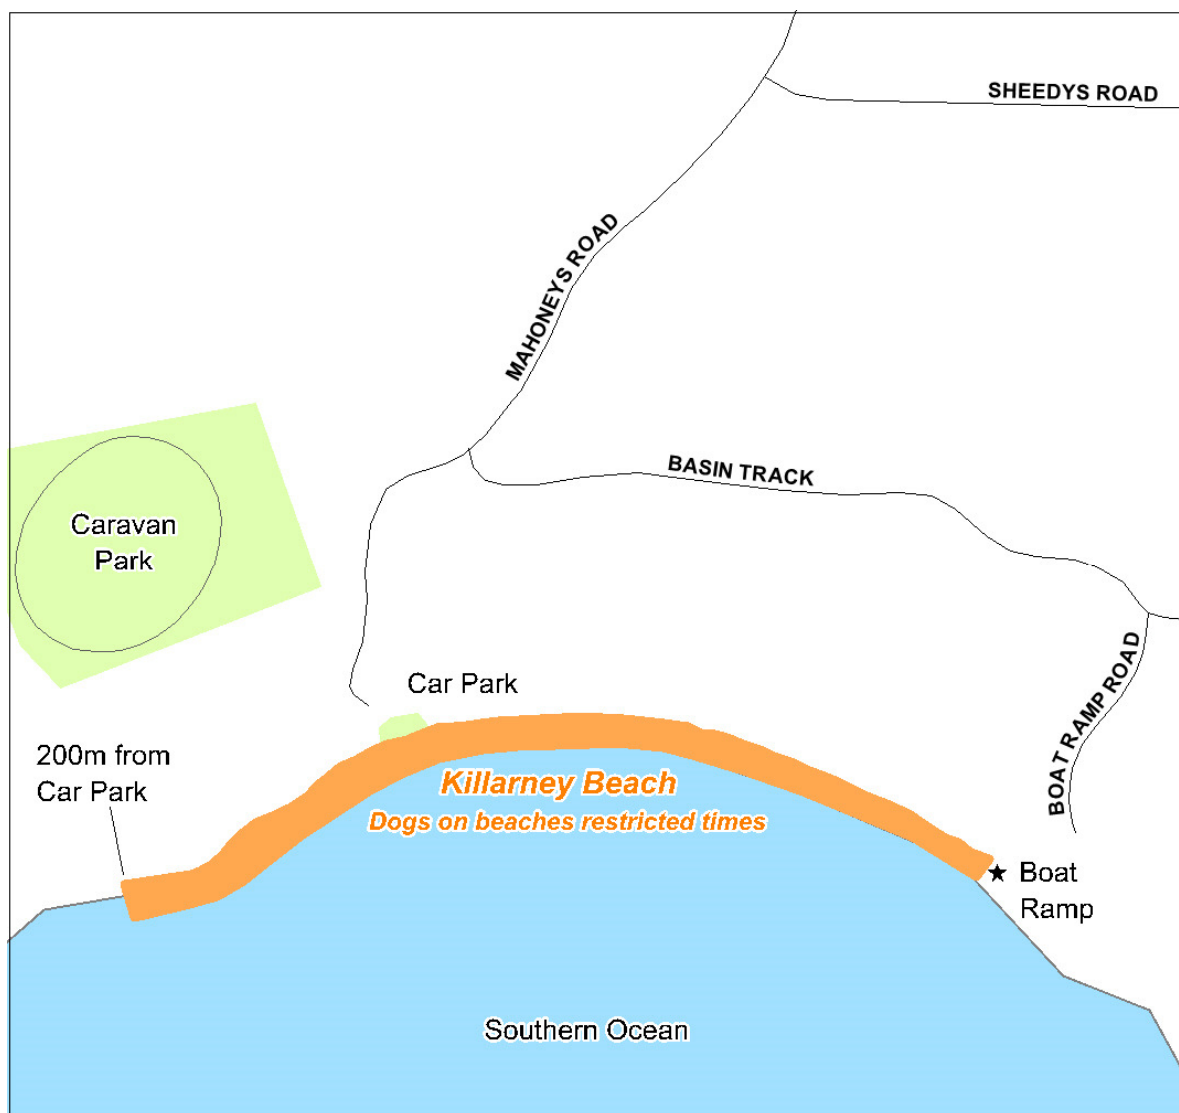 SHEEDYS ROAD
MAHONEYS ROAD
BASIN TRACK
Caravan
Park
BOAT RAMP ROAD
Car Park
200m from
Car Park
Killarney Beach
Dogs on beaches restricted times
Boat
Ramp
Southern Ocean